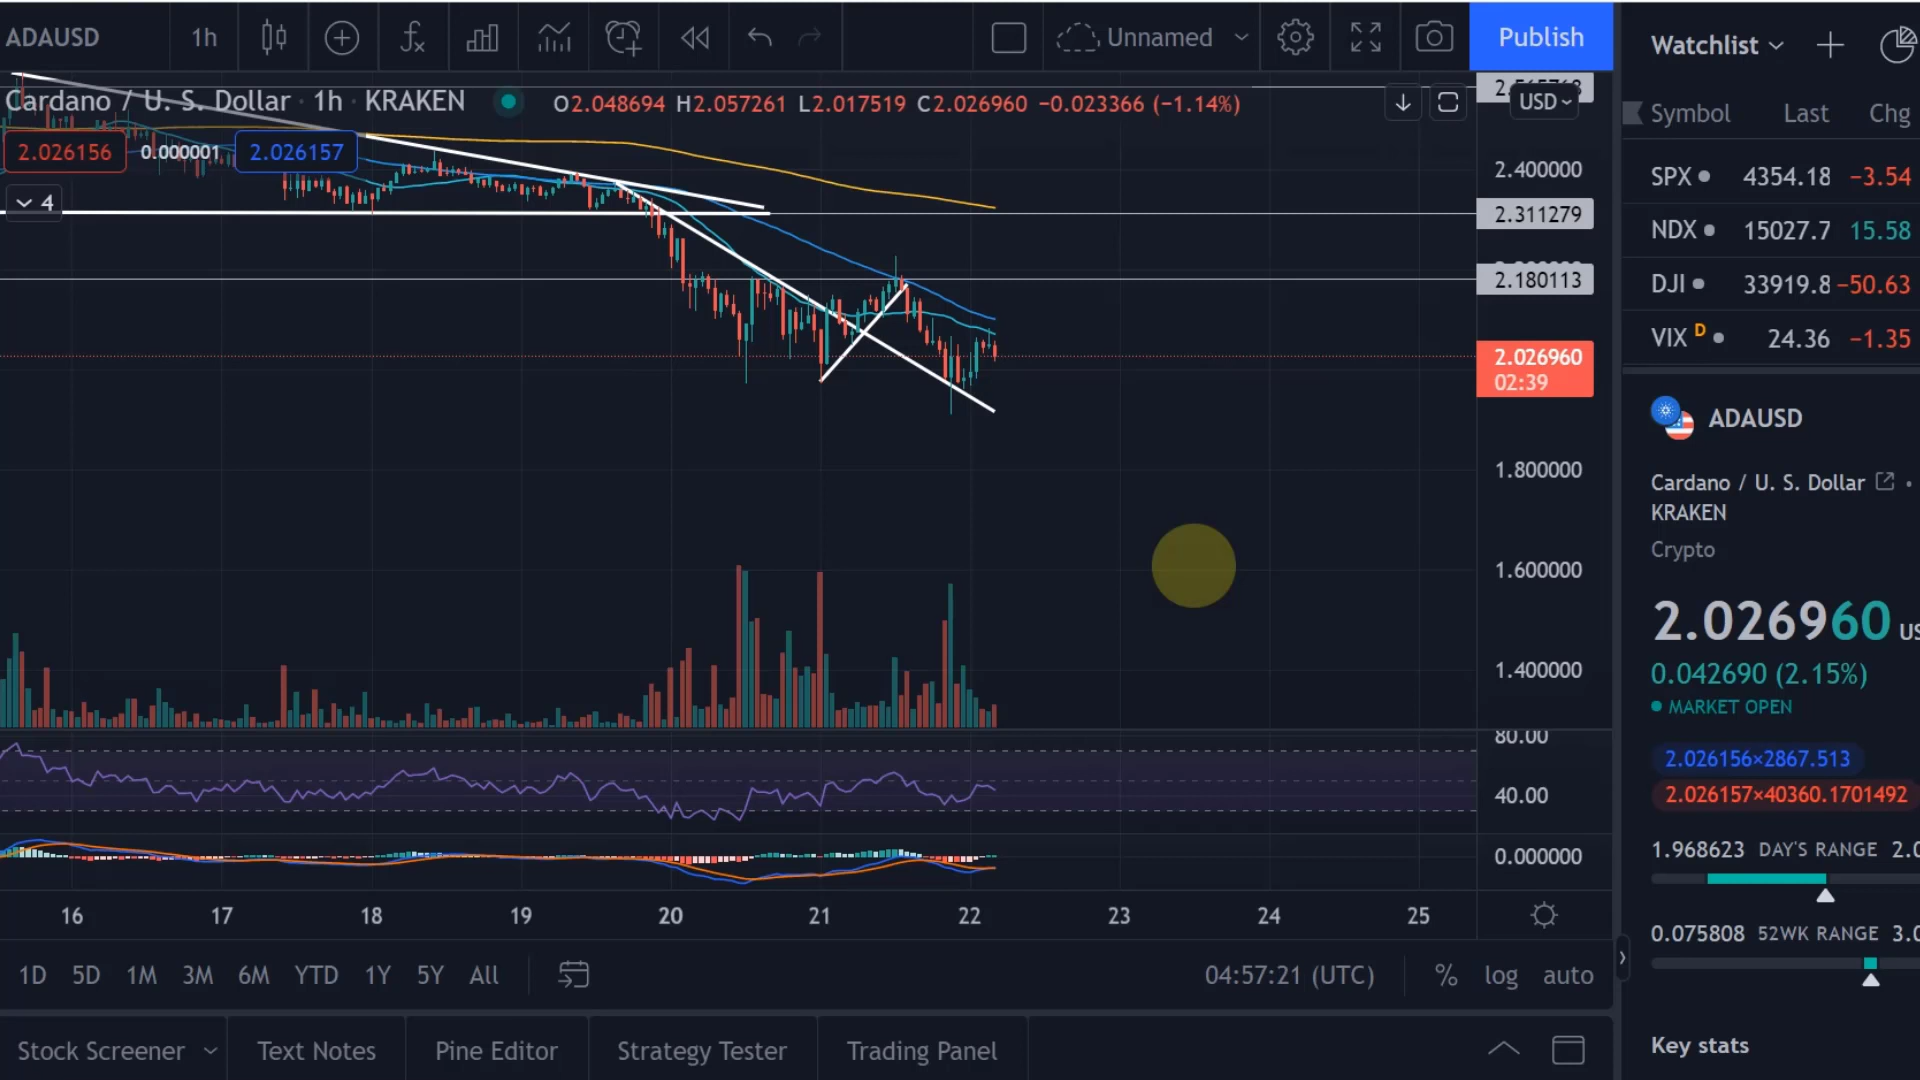 ADAUSD 1h Unnamed Publish
Cardano / U. S. Dollar · 1h · KRAKEN O2.048694 H2.057261 L2.017519 C2.026960 −0.023366 (−1.14%)
USD
2.026156 0.000001 2.026157
4
2.400000
2.311279
2.180113
2.026960
02:39
1.800000
1.600000
1.400000
80.00
40.00
0.000000
16 17 18 19 20 21 22 23 24 25
1D 5D 1M 3M 6M YTD 1Y 5Y All 04:57:21 (UTC) % log auto
Stock Screener Text Notes Pine Editor Strategy Tester Trading Panel
Watchlist
Symbol Last Chg
SPX 4354.18 −3.54
NDX 15027.7 15.58
DJI 33919.8 −50.63
VIX D 24.36 −1.35
ADAUSD
Cardano / U. S. Dollar
KRAKEN
Crypto
2.026960
0.042690 (2.15%)
MARKET OPEN
2.026156×2867.513
2.026157×40360.1701492
1.968623 DAY'S RANGE
0.075808 52WK RANGE
Key stats